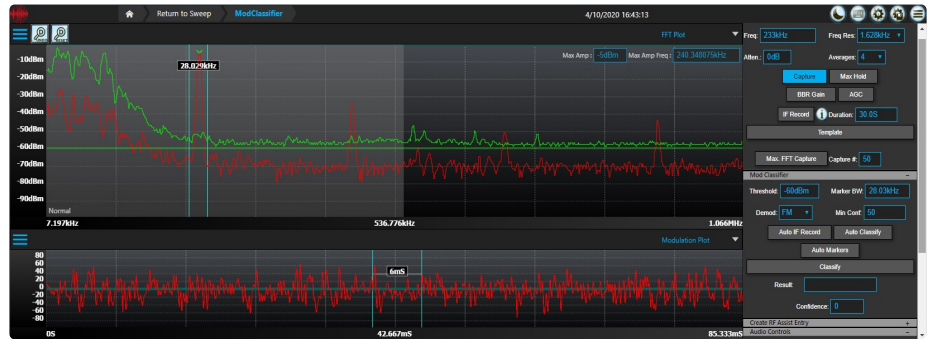 Return to Sweep ModClassifier 4/10/2020 16:43:13
FFT Plot
Max Amp : -5dBm Max Amp Freq : 240.340075kHz
28.029kHz
-10dBm
-20dBm
-30dBm
-40dBm
-50dBm
-60dBm
-70dBm
-80dBm
-90dBm
Normal
7.197kHz 536.776kHz 1.066MHz
Modulation Plot
80
60
40
20
0
-20
-40
-60
-80
6mS
0S 42.667mS 85.333mS
Freq: 233kHz Freq Res: 1.628kHz
Atten.: 0dB Averages: 4
Capture Max Hold
BBR Gain AGC
IF Record Duration: 30.0S
Template
Max. FFT Capture Capture #: 50
Mod Classifier −
Threshold: -60dBm Marker BW: 28.03kHz
Demod: FM Min Conf: 50
Auto IF Record Auto Classify
Auto Markers
Classify
Result:
Confidence: 0
Create RF Assist Entry +
Audio Controls −